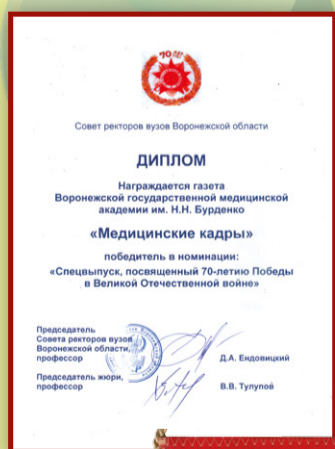 70 ЛЕТ
Совет ректоров вузов Воронежской области
ДИПЛОМ
Награждается газета
Воронежской государственной медицинской
академии им. Н.Н. Бурденко
«Медицинские кадры»
победитель в номинации:
«Спецвыпуск, посвященный 70-летию Победы
в Великой Отечественной войне»
Председатель
Совета ректоров вузов
Воронежской области,
профессор
Д.А. Ендовицкий
Председатель жюри,
профессор
В.В. Тулупов